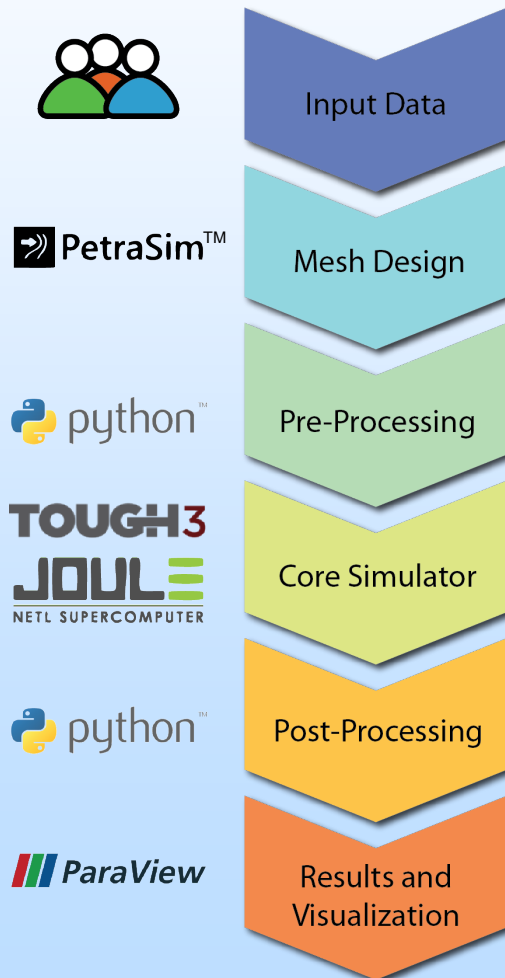 Input Data
PetraSim™
Mesh Design
python™
Pre-Processing
TOUGH3
JOULE
NETL SUPERCOMPUTER
Core Simulator
python™
Post-Processing
ParaView
Results and
Visualization